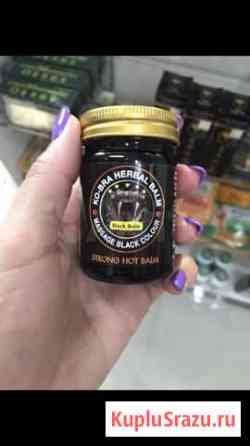 KO-BRA HERBAL BALM
Black Balm
MASSAGE BLACK COLOUR
STRONG HOT BALM
KupluSrazu.ru